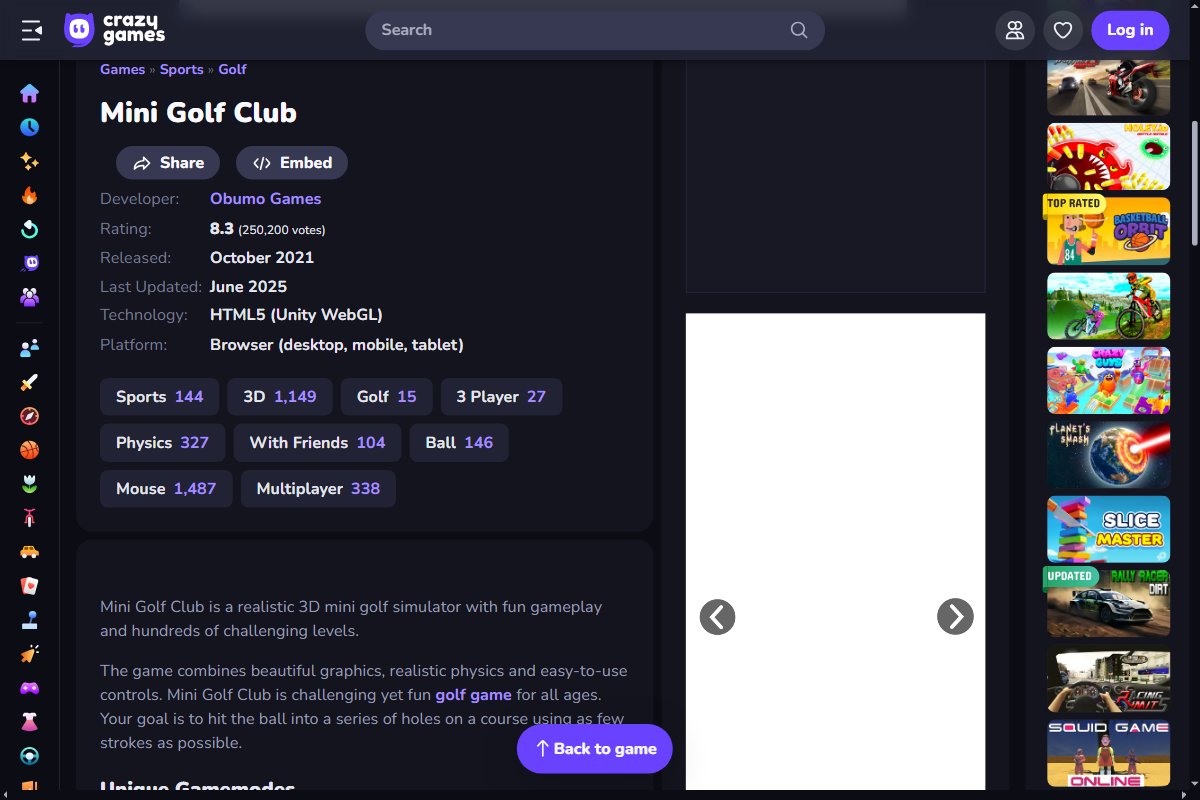 crazy
games
Search
Log in
Games » Sports » Golf
Mini Golf Club
Share
Embed
Developer: Obumo Games
Rating: 8.3 (250,200 votes)
Released: October 2021
Last Updated: June 2025
Technology: HTML5 (Unity WebGL)
Platform: Browser (desktop, mobile, tablet)
Sports 144
3D 1,149
Golf 15
3 Player 27
Physics 327
With Friends 104
Ball 146
Mouse 1,487
Multiplayer 338
Mini Golf Club is a realistic 3D mini golf simulator with fun gameplay
and hundreds of challenging levels.
The game combines beautiful graphics, realistic physics and easy-to-use
controls. Mini Golf Club is challenging yet fun golf game for all ages.
Your goal is to hit the ball into a series of holes on a course using as few
strokes as possible.
Back to game
Unique Gamemodes
HOLEY.IO
BATTLE ROYALE
TOP RATED
BASKETBALL
ORBIT
84
CRAZY
GUYS
PLANET'S
SMASH
SLICE
MASTER
UPDATED
RALLY RACER
DIRT
RACING
LIMITS
SQUID GAME
ONLINE